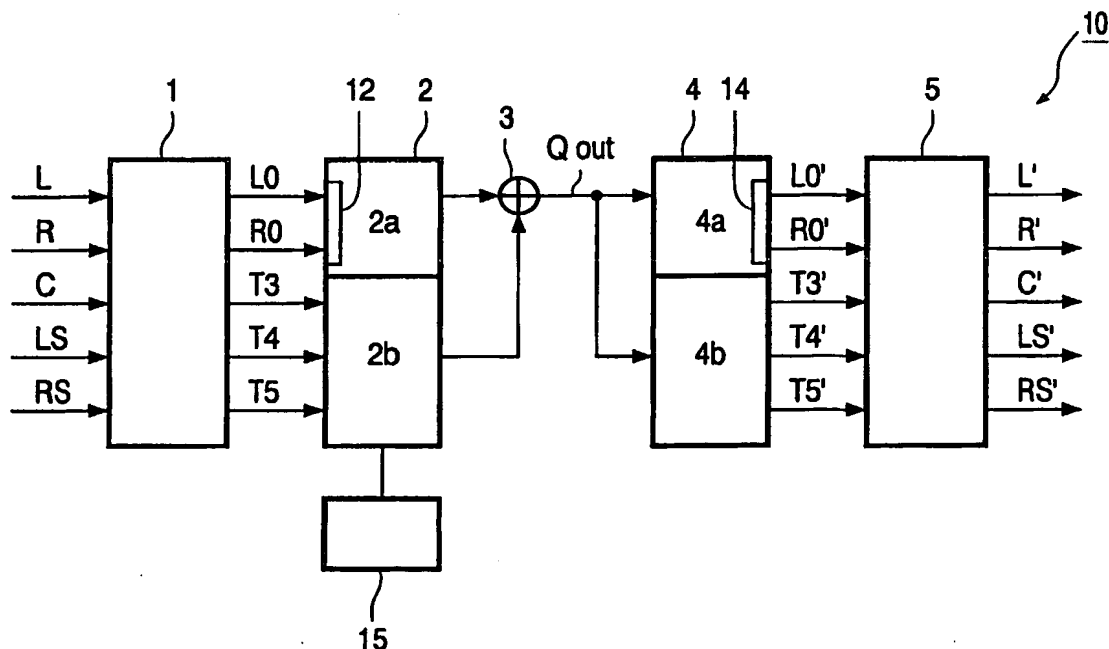 10
1 12 2 3 Q out 4 14 5
L L0 L0' L'
R R0 2a 4a R0' R'
C T3 T3' C'
LS T4 2b 4b T4' LS'
RS T5 T5' RS'
15